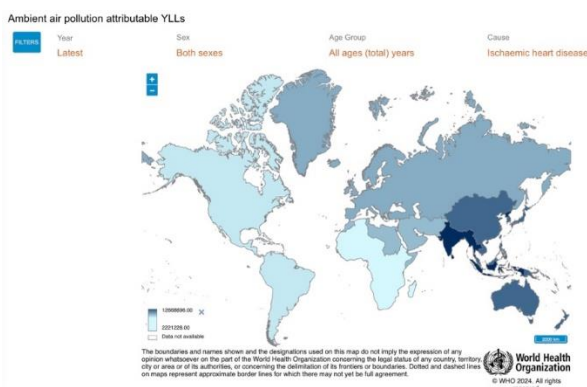 Ambient air pollution attributable YLLs
FILTERS
Year
Latest
Sex
Both sexes
Age Group
All ages (total) years
Cause
Ischaemic heart disease
+
−
2221226.00
Data not available
The boundaries and names shown and the designations used on this map do not imply the expression of any
opinion whatsoever on the part of the World Health Organization concerning the legal status of any country, territory,
city or area or of its authorities, or concerning the delimitation of its frontiers or boundaries. Dotted and dashed lines
on maps represent approximate border lines for which there may not yet be full agreement.
World Health
Organization
© WHO 2024. All rights